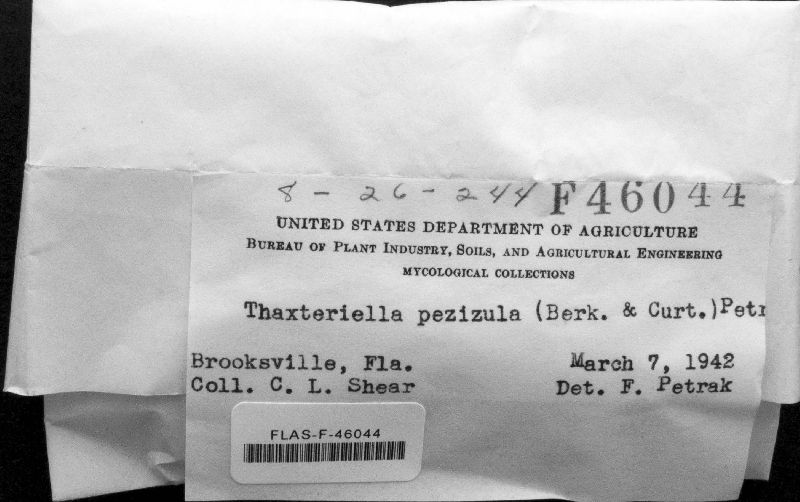 8-26-244 F46044
UNITED STATES DEPARTMENT OF AGRICULTURE
BUREAU OF PLANT INDUSTRY, SOILS, AND AGRICULTURAL ENGINEERING
MYCOLOGICAL COLLECTIONS
Thaxteriella pezizula (Berk. & Curt.)Petr
Brooksville, Fla. March 7, 1942
Coll. C. L. Shear Det. F. Petrak
FLAS-F-46044